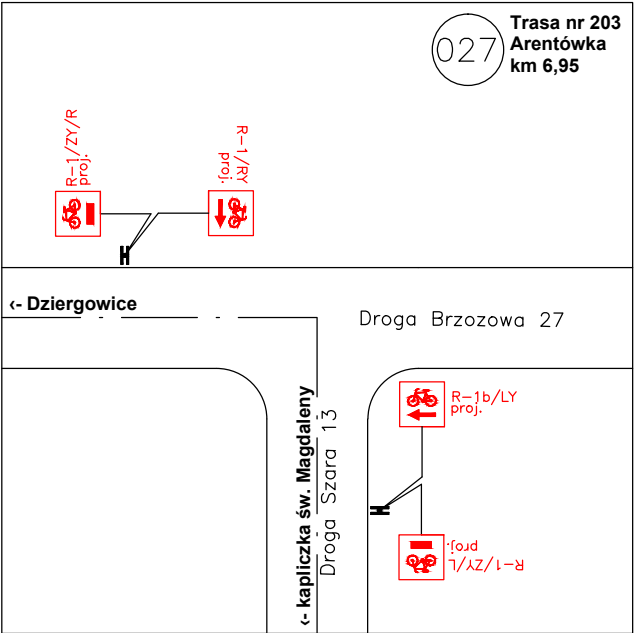 027
Trasa nr 203
Arentówka
km 6,95
R-1/ZY/R
proj.
R-1/RY
proj.
‹- Dziergowice
Droga Brzozowa 27
R-1b/LY
proj.
‹- kapliczka św. Magdaleny
Droga Szara 13
R-1/ZY/L
proj.